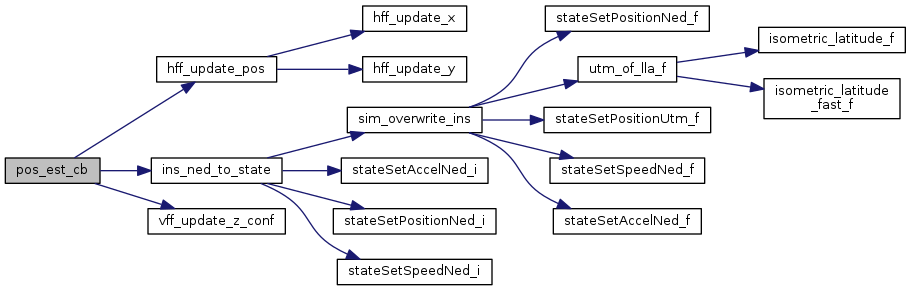 pos_est_cb
hff_update_pos
ins_ned_to_state
vff_update_z_conf
hff_update_x
hff_update_y
sim_overwrite_ins
stateSetAccelNed_i
stateSetPositionNed_i
stateSetSpeedNed_i
stateSetPositionNed_f
utm_of_lla_f
stateSetPositionUtm_f
stateSetSpeedNed_f
stateSetAccelNed_f
isometric_latitude_f
isometric_latitude
_fast_f